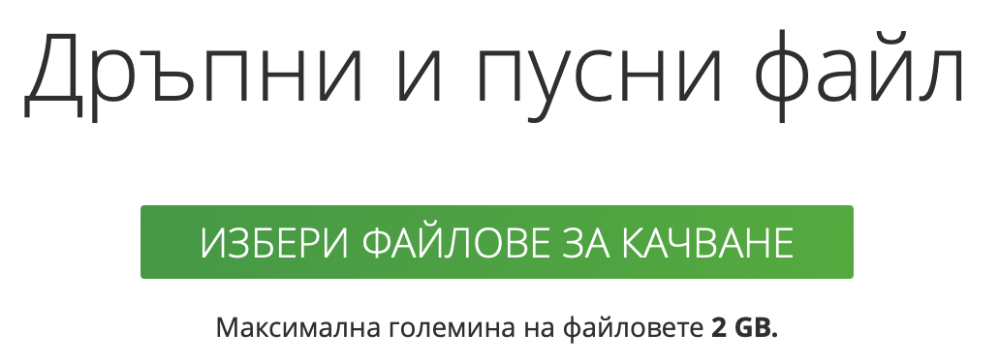 Дръпни и пусни файл
ИЗБЕРИ ФАЙЛОВЕ ЗА КАЧВАНЕ
Максимална големина на файловете 2 GB.